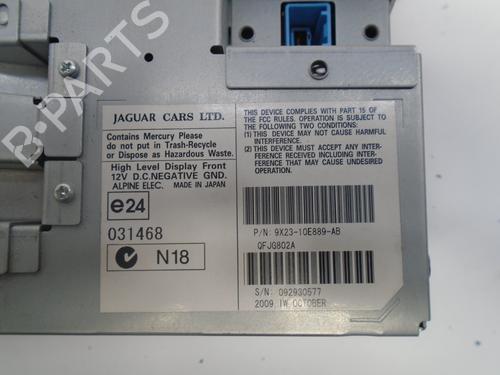 B-PARTS
JAGUAR CARS LTD.
Contains Mercury Please
do not put in Trash-Recycle
or Dispose as Hazardous Waste.
High Level Display Front
12V D.C.NEGATIVE GND.
ALPINE ELEC. MADE IN JAPAN
e24
031468
N18
THIS DEVICE COMPLIES WITH PART 15 OF
THE FCC RULES. OPERATION IS SUBJECT TO
THE FOLLOWING TWO CONDITIONS:
(1) THIS DEVICE MAY NOT CAUSE HARMFUL
INTERFERENCE.
(2) THIS DEVICE MUST ACCEPT ANY INTER-
FERENCE RECEIVED INCLUDING INTER-
FERENCE THAT MAY CAUSE UNDESIRED
OPERATION.
P/N: 9X23-10E889-AB
QFJG802A
S/N: 092930577
2009 1W OCTOBER